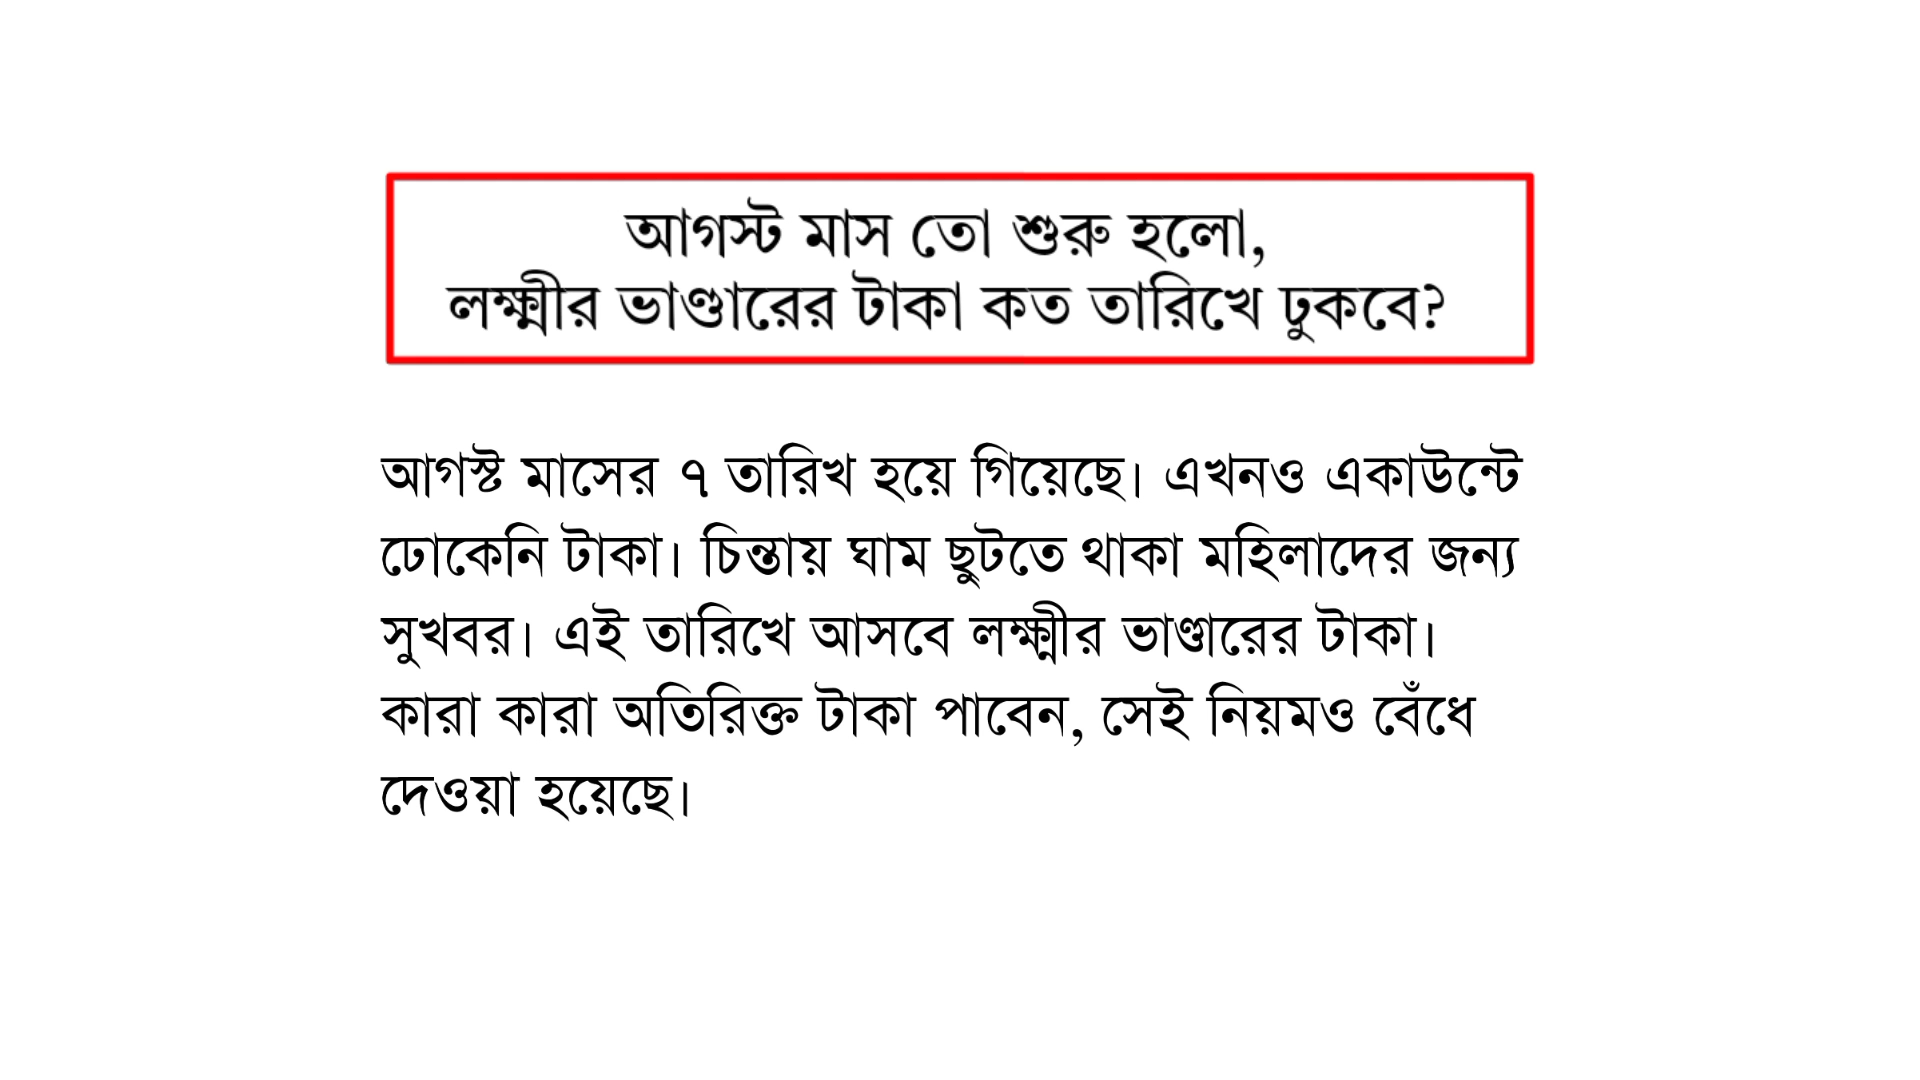 আগস্ট মাস তো শুরু হলো,
লক্ষ্মীর ভাণ্ডারের টাকা কত তারিখে ঢুকবে?
আগস্ট মাসের ৭ তারিখ হয়ে গিয়েছে। এখনও একাউন্টে
ঢোকেনি টাকা। চিন্তায় ঘাম ছুটতে থাকা মহিলাদের জন্য
সুখবর। এই তারিখে আসবে লক্ষ্মীর ভাণ্ডারের টাকা।
কারা কারা অতিরিক্ত টাকা পাবেন, সেই নিয়মও বেঁধে
দেওয়া হয়েছে।